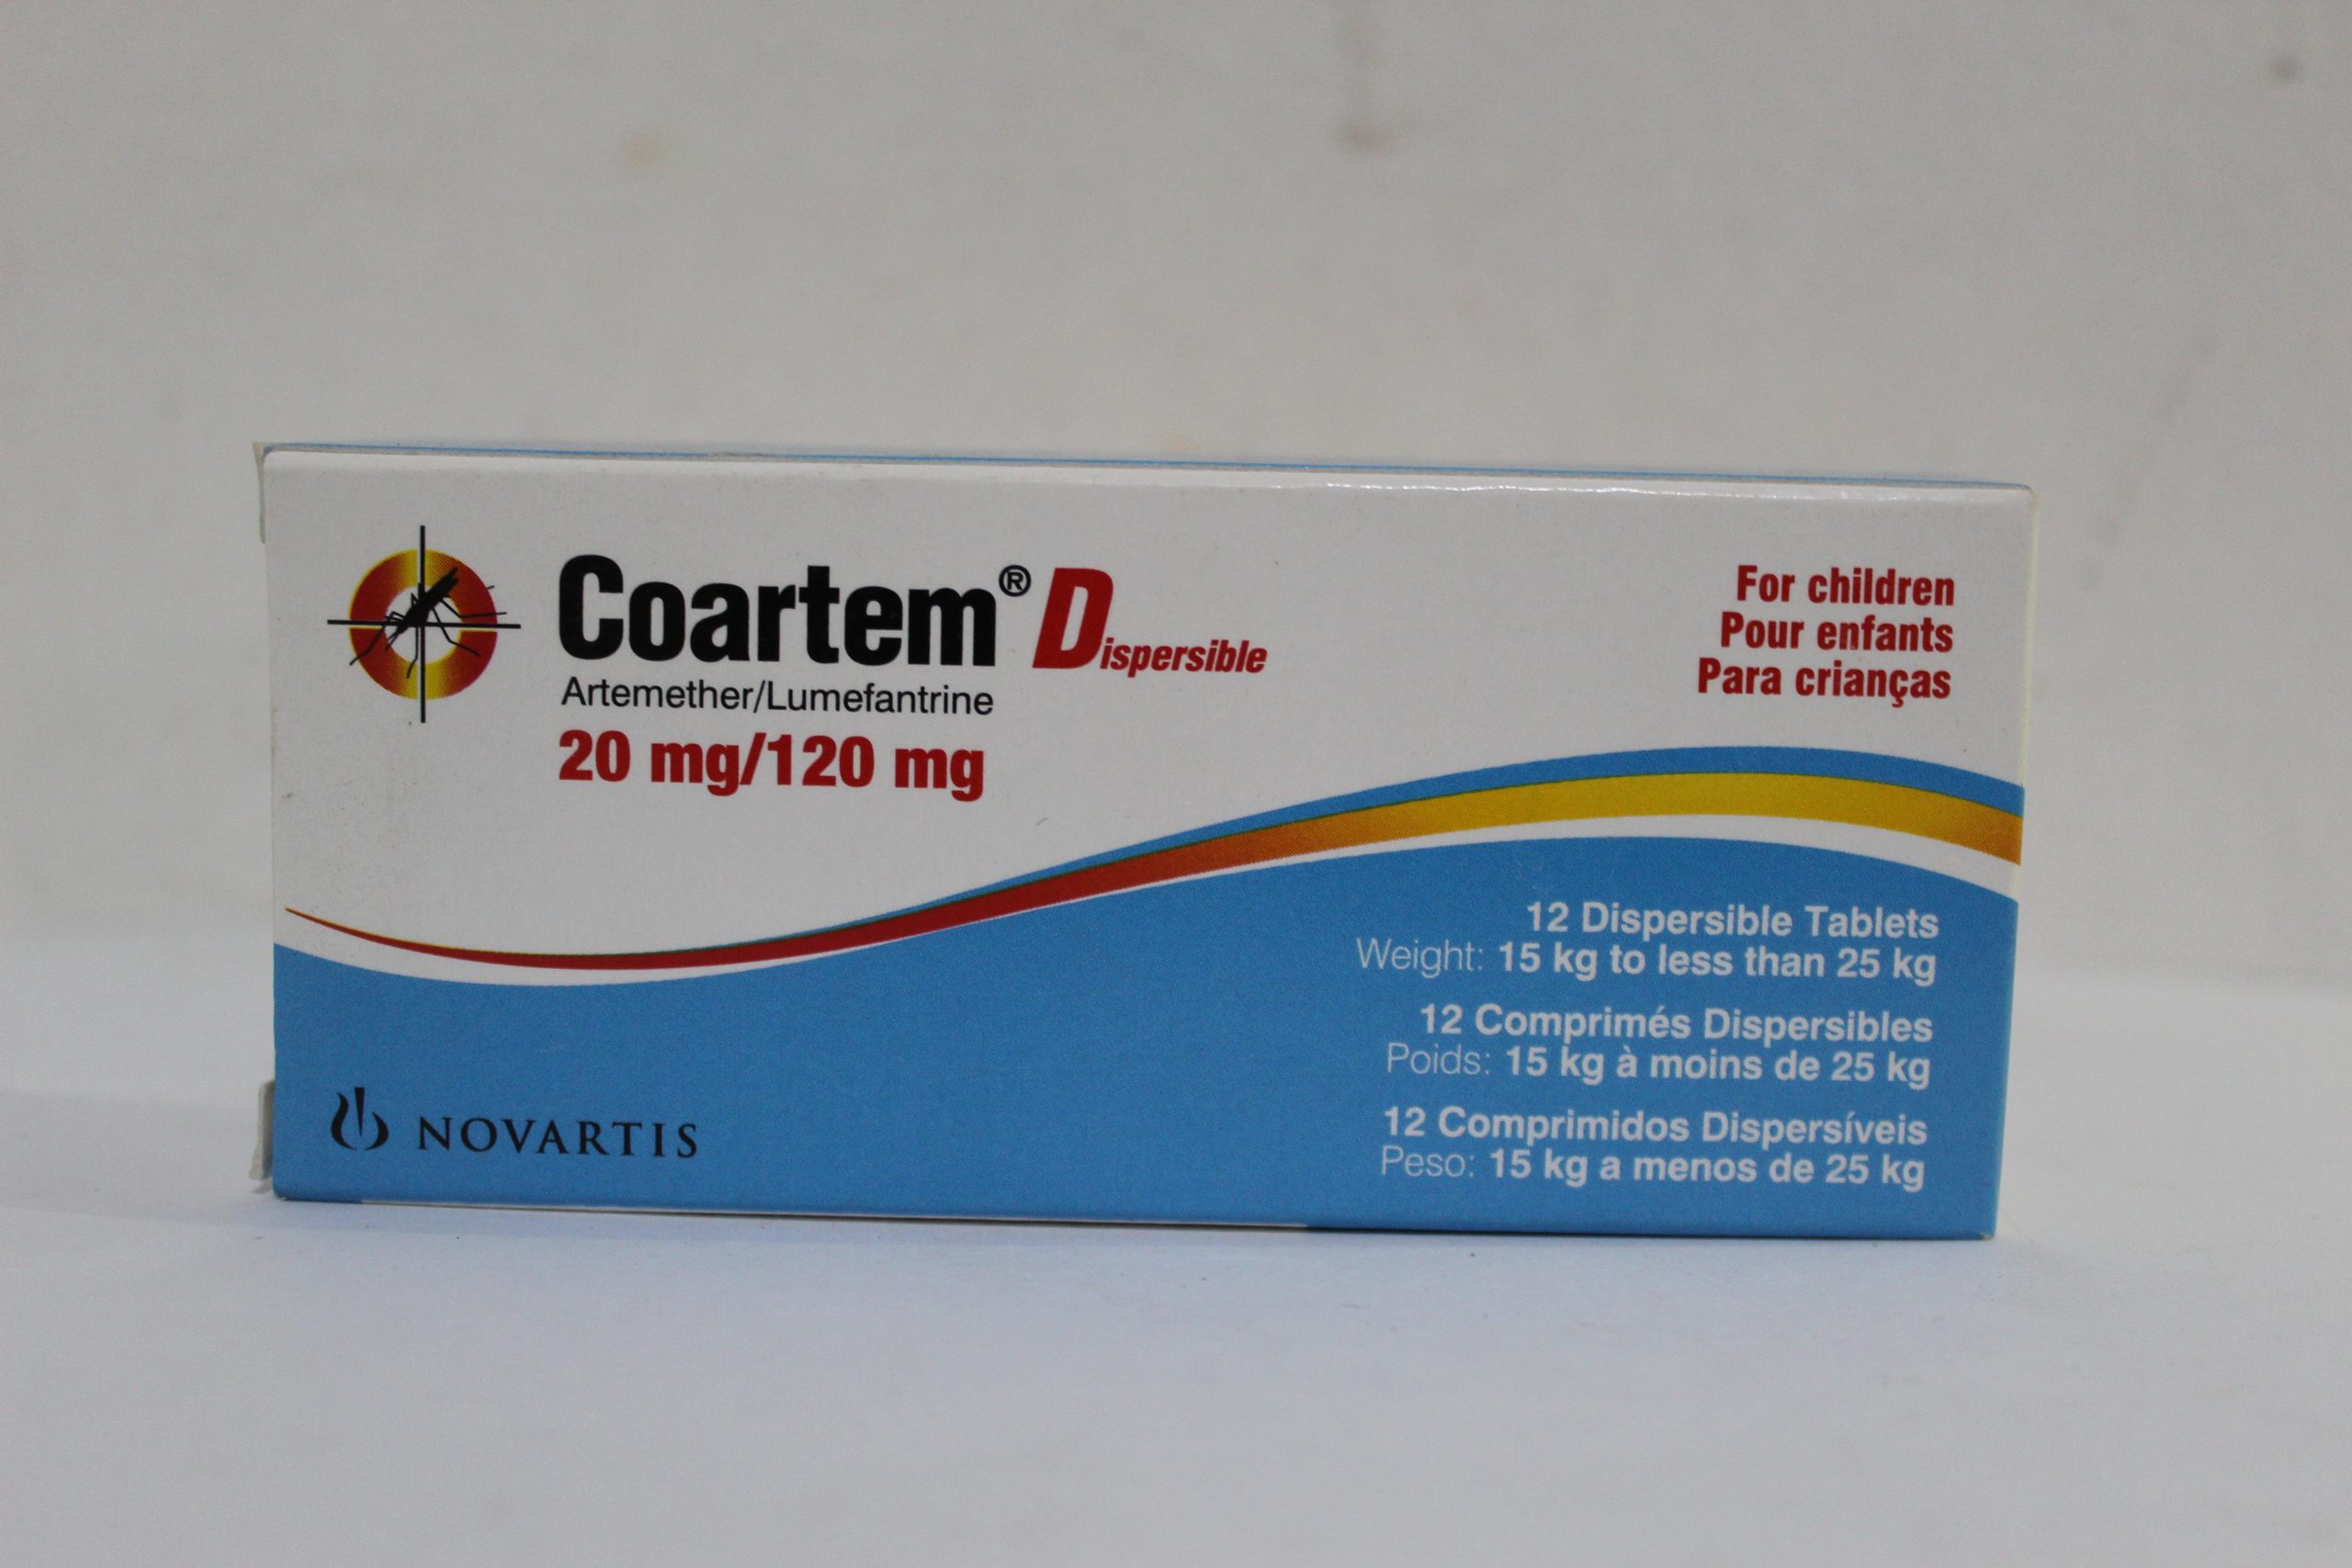 Coartem® Dispersible
Artemether/Lumefantrine
20 mg/120 mg
For children
Pour enfants
Para crianças
12 Dispersible Tablets
Weight: 15 kg to less than 25 kg
12 Comprimés Dispersibles
Poids: 15 kg à moins de 25 kg
12 Comprimidos Dispersíveis
Peso: 15 kg a menos de 25 kg
NOVARTIS